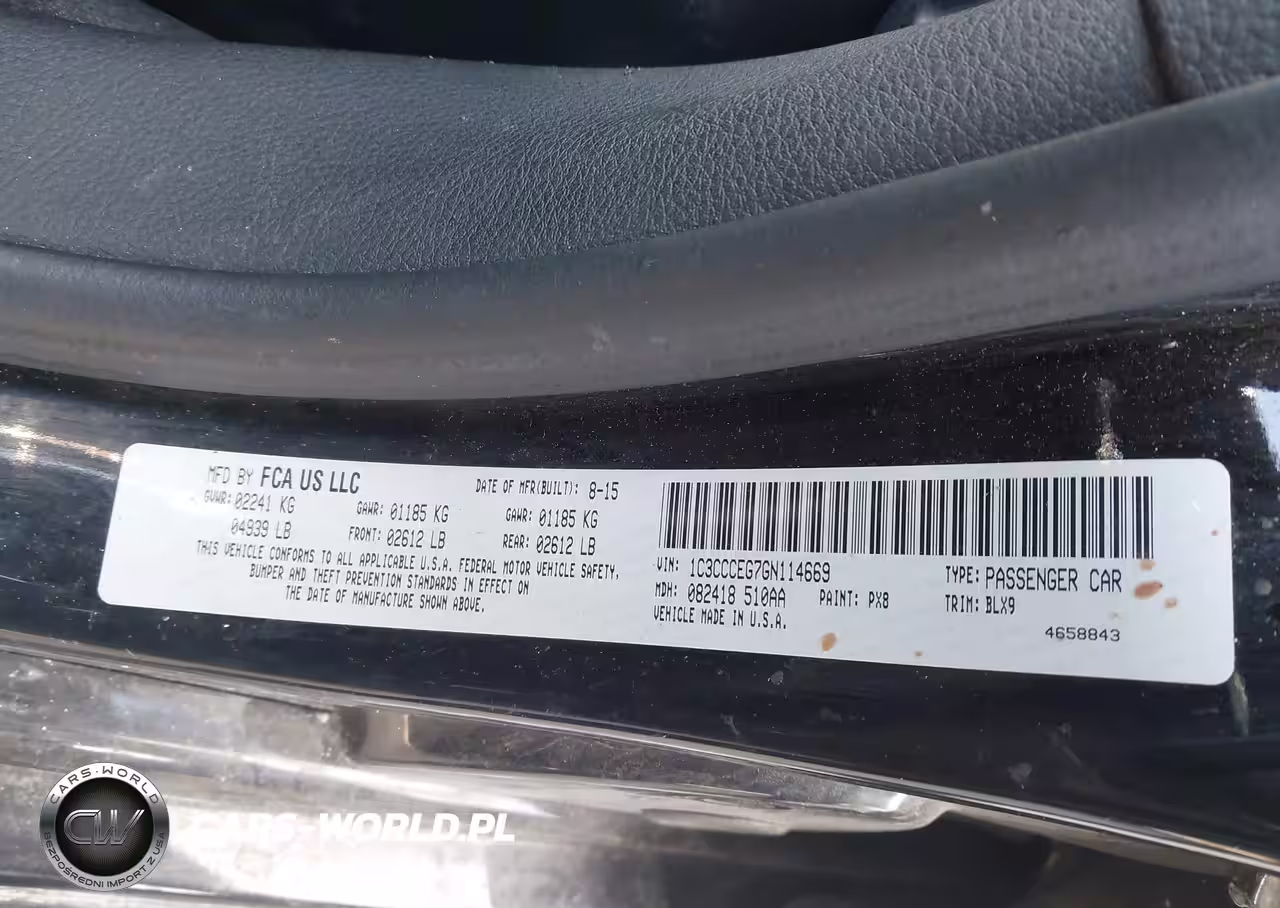 MFD BY FCA US LLC
DATE OF MFR(BUILT): 8-15
GVWR: 02241 KG GAWR: 01185 KG GAWR: 01185 KG
04939 LB FRONT: 02612 LB REAR: 02612 LB
THIS VEHICLE CONFORMS TO ALL APPLICABLE U.S.A. FEDERAL MOTOR VEHICLE SAFETY,
BUMPER AND THEFT PREVENTION STANDARDS IN EFFECT ON
THE DATE OF MANUFACTURE SHOWN ABOVE.
VIN: 1C3CCCEG7GN114669 TYPE: PASSENGER CAR
MDH: 082418 510AA PAINT: PX8 TRIM: BLX9
VEHICLE MADE IN U.S.A.
4658843
CARS-WORLD
CW
BEZPOŚREDNI IMPORT Z USA
CARS-WORLD.PL